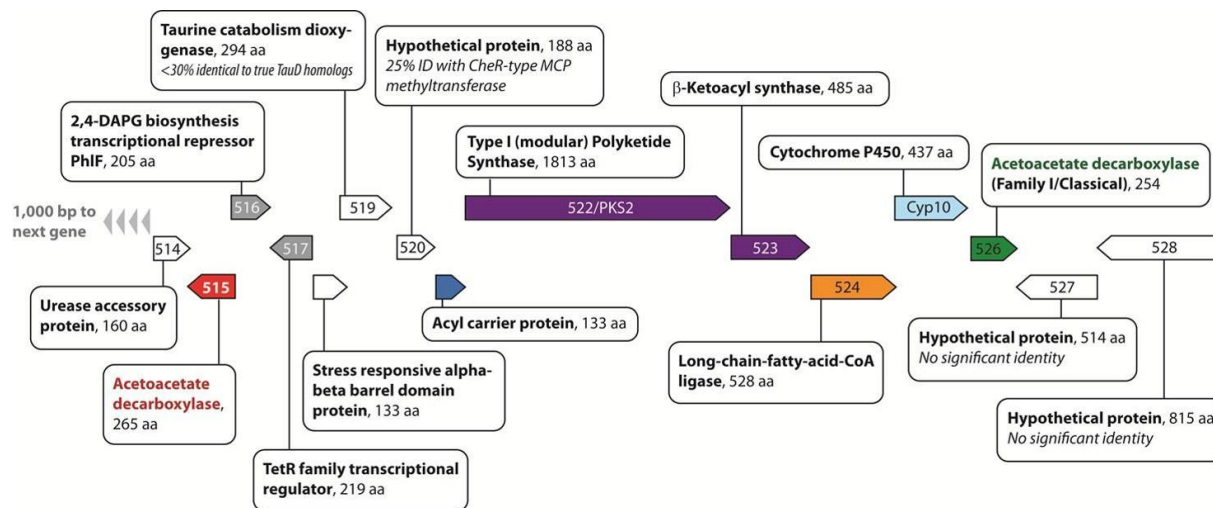 Taurine catabolism dioxy-
genase, 294 aa
<30% identical to true TauD homologs
Hypothetical protein, 188 aa
25% ID with CheR-type MCP
methyltransferase
β-Ketoacyl synthase, 485 aa
2,4-DAPG biosynthesis
transcriptional repressor
PhlF, 205 aa
Type I (modular) Polyketide
Synthase, 1813 aa
Cytochrome P450, 437 aa
Acetoacetate decarboxylase
(Family I/Classical), 254
1,000 bp to
next gene
516
519
522/PKS2
Cyp10
514
517
520
523
526
528
515
524
527
Urease accessory
protein, 160 aa
Acyl carrier protein, 133 aa
Hypothetical protein, 514 aa
No significant identity
Acetoacetate
decarboxylase,
265 aa
Stress responsive alpha-
beta barrel domain
protein, 133 aa
Long-chain-fatty-acid-CoA
ligase, 528 aa
Hypothetical protein, 815 aa
No significant identity
TetR family transcriptional
regulator, 219 aa